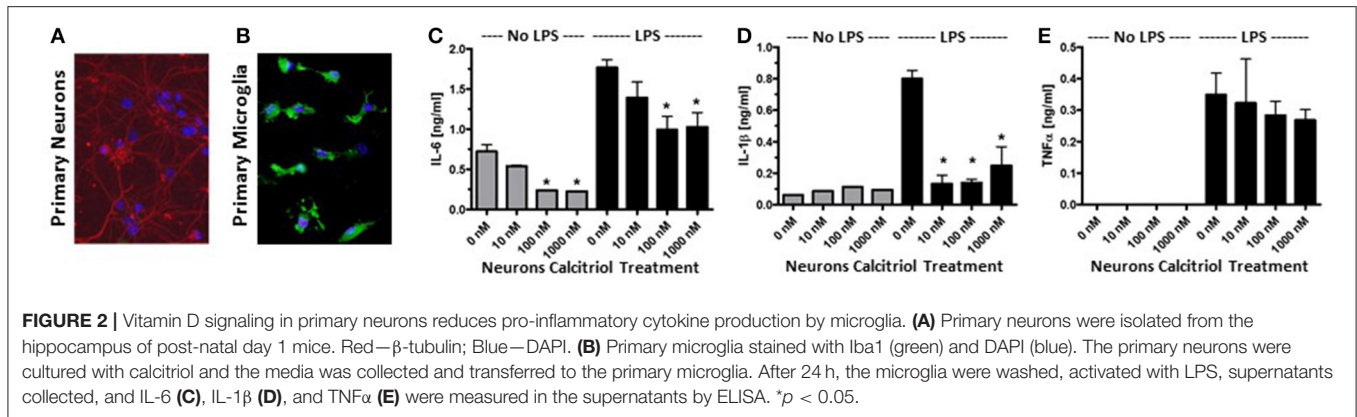 A
Primary Neurons
B
Primary Microglia
C
---- No LPS ---- ------- LPS -------
IL-6 [ng/ml]
2.0
1.5
1.0
0.5
0.0
* * * *
0 nM 10 nM 100 nM 1000 nM 0 nM 10 nM 100 nM 1000 nM
Neurons Calcitriol Treatment
D
---- No LPS ---- ------- LPS -------
IL-1β [ng/ml]
1.0
0.8
0.6
0.4
0.2
0.0
* * *
0 nM 10 nM 100 nM 1000 nM 0 nM 10 nM 100 nM 1000 nM
Neurons Calcitriol Treatment
E
---- No LPS ---- ------- LPS -------
TNFα [ng/ml]
0.5
0.4
0.3
0.2
0.1
0.0
0 nM 10 nM 100 nM 1000 nM 0 nM 10 nM 100 nM 1000 nM
Neurons Calcitriol Treatment
FIGURE 2 | Vitamin D signaling in primary neurons reduces pro-inflammatory cytokine production by microglia. (A) Primary neurons were isolated from the
hippocampus of post-natal day 1 mice. Red—β-tubulin; Blue—DAPI. (B) Primary microglia stained with Iba1 (green) and DAPI (blue). The primary neurons were
cultured with calcitriol and the media was collected and transferred to the primary microglia. After 24 h, the microglia were washed, activated with LPS, supernatants
collected, and IL-6 (C), IL-1β (D), and TNFα (E) were measured in the supernatants by ELISA. *p < 0.05.